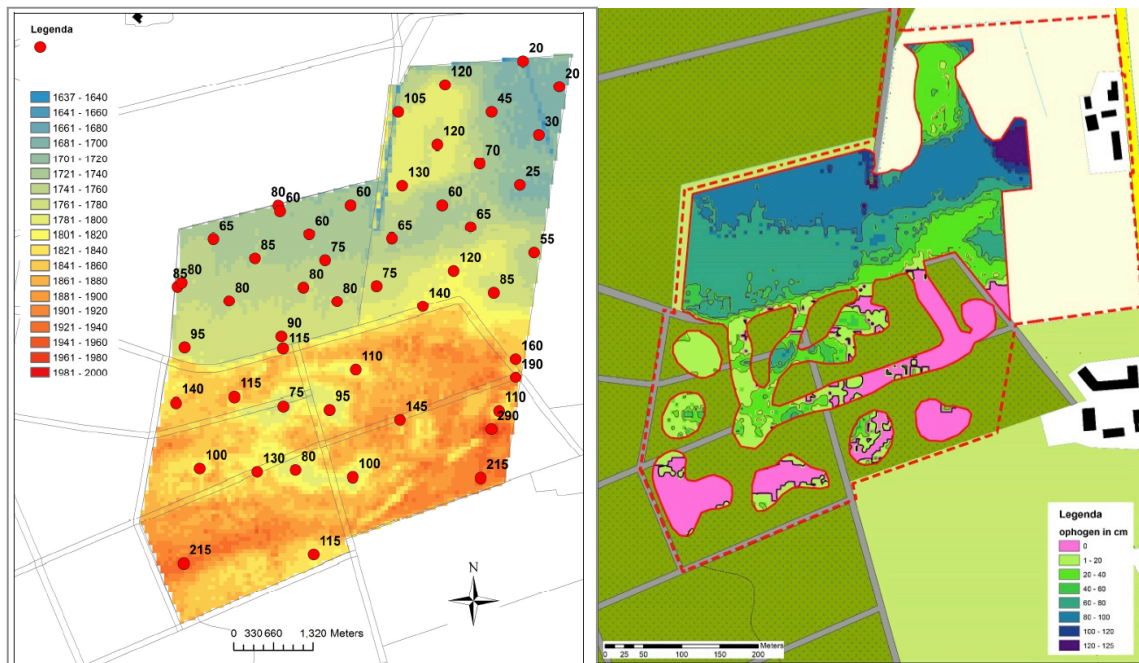 Legenda
1637 - 1640
1641 - 1660
1661 - 1680
1681 - 1700
1701 - 1720
1721 - 1740
1741 - 1760
1761 - 1780
1781 - 1800
1801 - 1820
1821 - 1840
1841 - 1860
1861 - 1880
1881 - 1900
1901 - 1920
1921 - 1940
1941 - 1960
1961 - 1980
1981 - 2000
20
120
20
105
45
120
30
70
130
25
80
60
60
60
65
60
65
65
85
75
55
120
85
80
80
75
85
80
80
140
95
90
115
160
110
190
140
115
75
95
110
145
290
100
130
80
100
215
215
115
N
0 330 660 1,320 Meters
Legenda
ophogen in cm
0
1 - 20
20 - 40
40 - 60
60 - 80
80 - 100
100 - 120
120 - 125
Meters
0 25 50 100 150 200